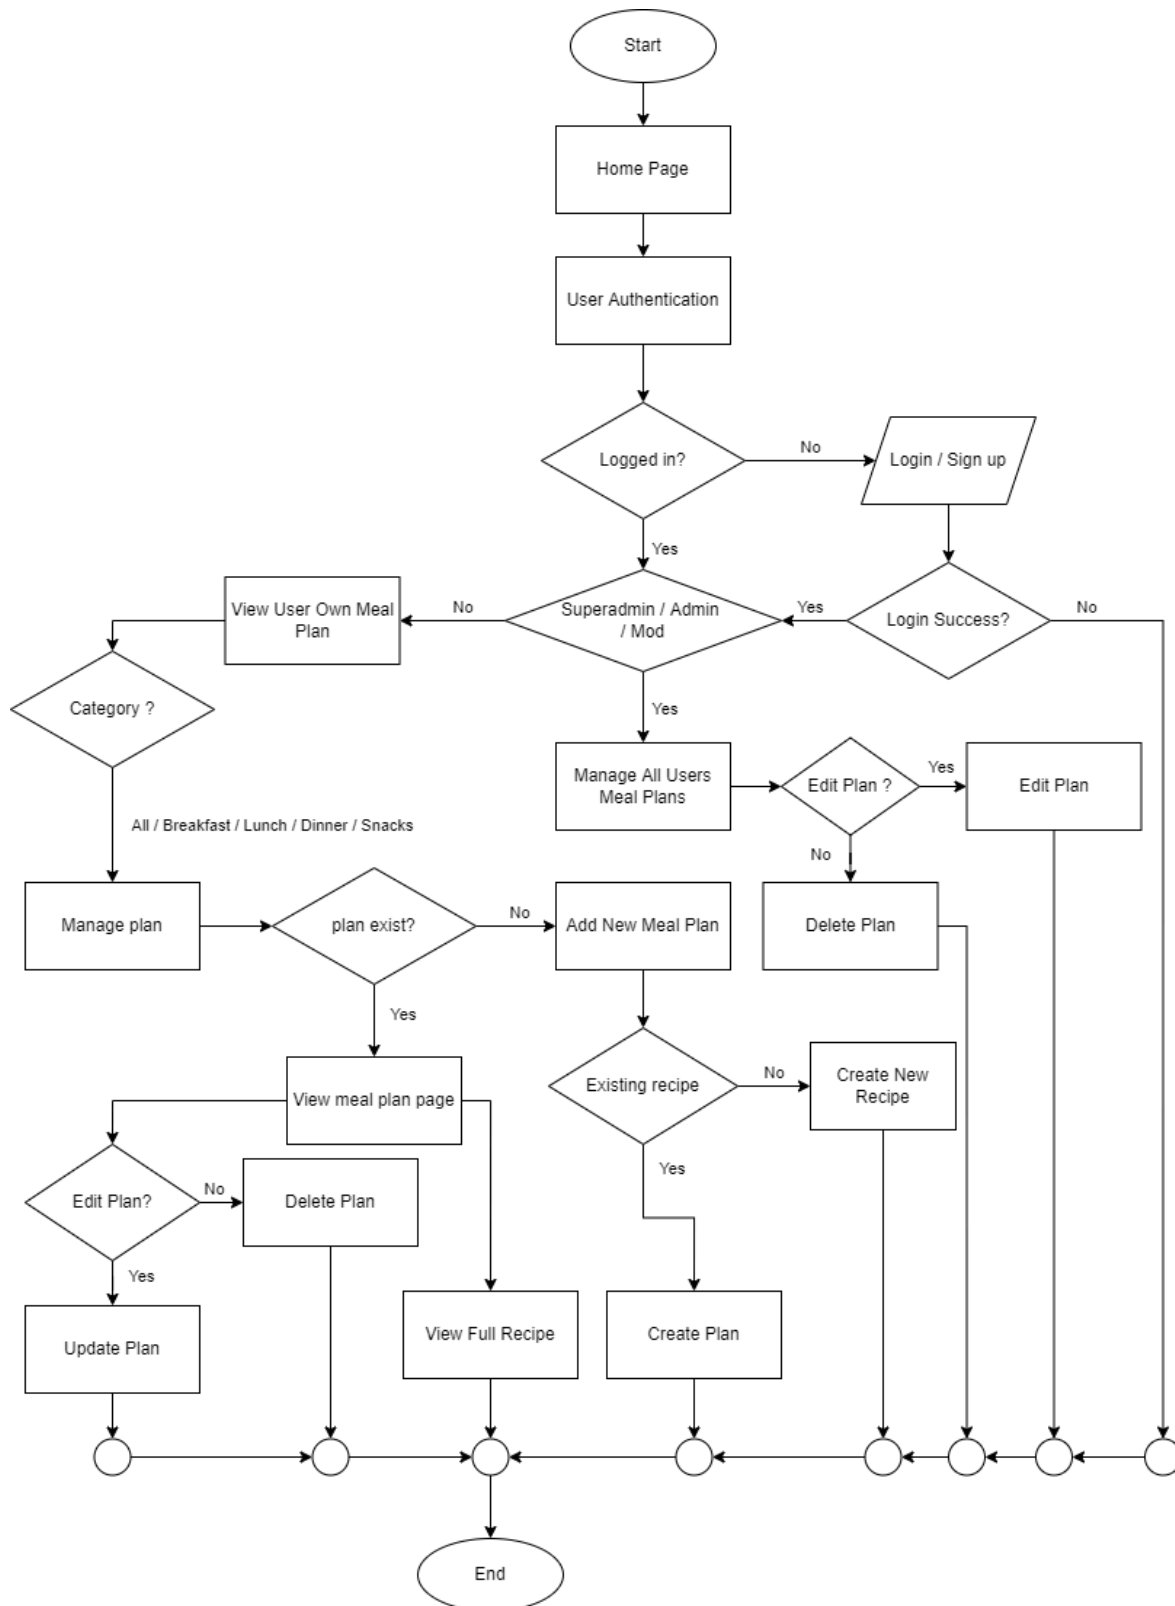 Start
Home Page
User Authentication
Logged in?
No
Login / Sign up
Yes
View User Own Meal
Plan
No
Superadmin / Admin
/ Mod
Yes
Login Success?
No
Category ?
Yes
Manage All Users
Meal Plans
Edit Plan ?
Yes
Edit Plan
All / Breakfast / Lunch / Dinner / Snacks
No
Manage plan
plan exist?
No
Add New Meal Plan
Delete Plan
Yes
View meal plan page
Existing recipe
No
Create New
Recipe
Yes
Edit Plan?
No
Delete Plan
Yes
Update Plan
View Full Recipe
Create Plan
End